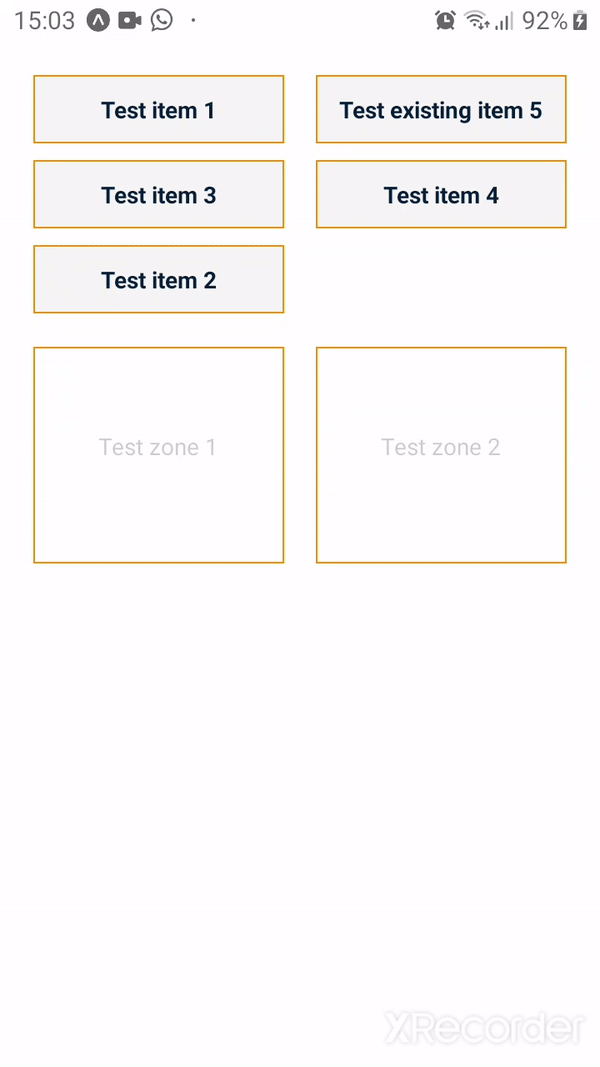 15:03 92%
Test item 1 Test existing item 5
Test item 3 Test item 4
Test item 2
Test zone 1 Test zone 2
XRecorder